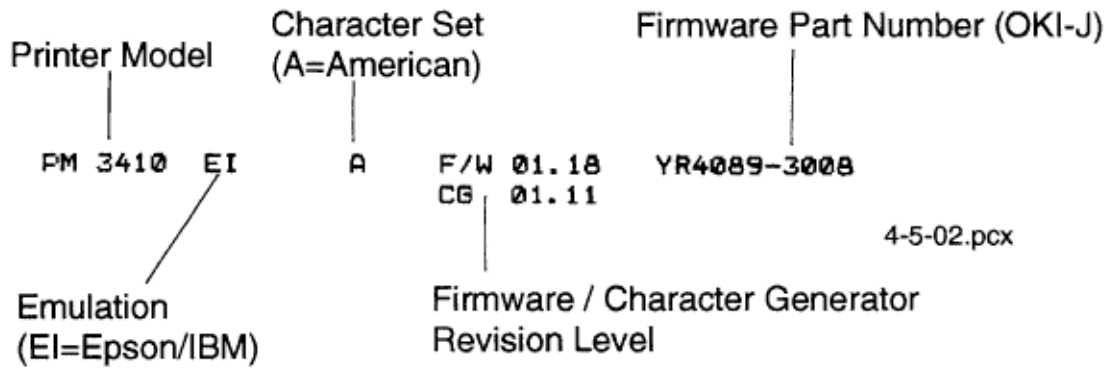 Character Set
(A=American)
Firmware Part Number (OKI-J)
Printer Model
PM 3410 EI A F/W 01.18 YR4089-3008
CG 01.11
4-5-02.pcx
Emulation
(EI=Epson/IBM)
Firmware / Character Generator
Revision Level